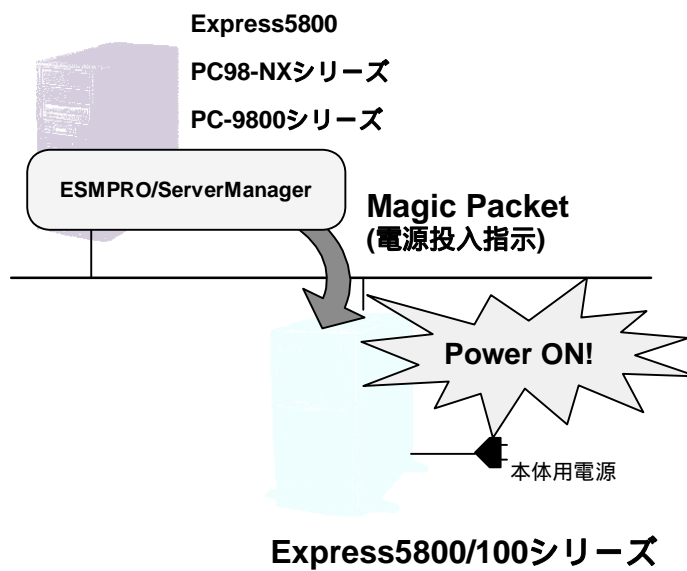 Express5800
PC98-NXシリーズ
PC-9800シリーズ
ESMPRO/ServerManager
Magic Packet
(電源投入指示)
Power ON!
本体用電源
Express5800/100シリーズ